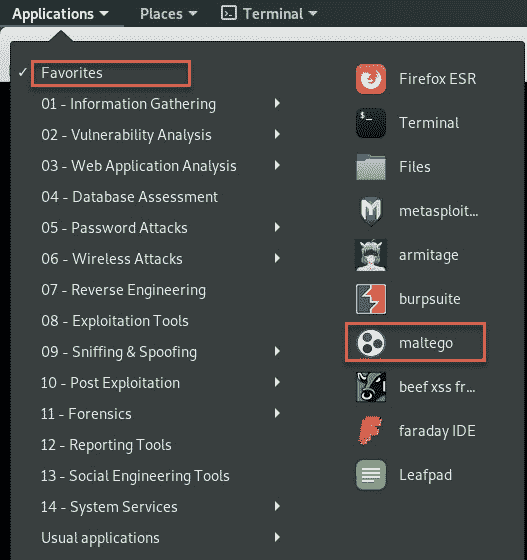 Applications Places Terminal
Favorites
01 - Information Gathering
02 - Vulnerability Analysis
03 - Web Application Analysis
04 - Database Assessment
05 - Password Attacks
06 - Wireless Attacks
07 - Reverse Engineering
08 - Exploitation Tools
09 - Sniffing & Spoofing
10 - Post Exploitation
11 - Forensics
12 - Reporting Tools
13 - Social Engineering Tools
14 - System Services
Usual applications
Firefox ESR
Terminal
Files
metasploit...
armitage
burpsuite
maltego
beef xss fr...
faraday IDE
Leafpad